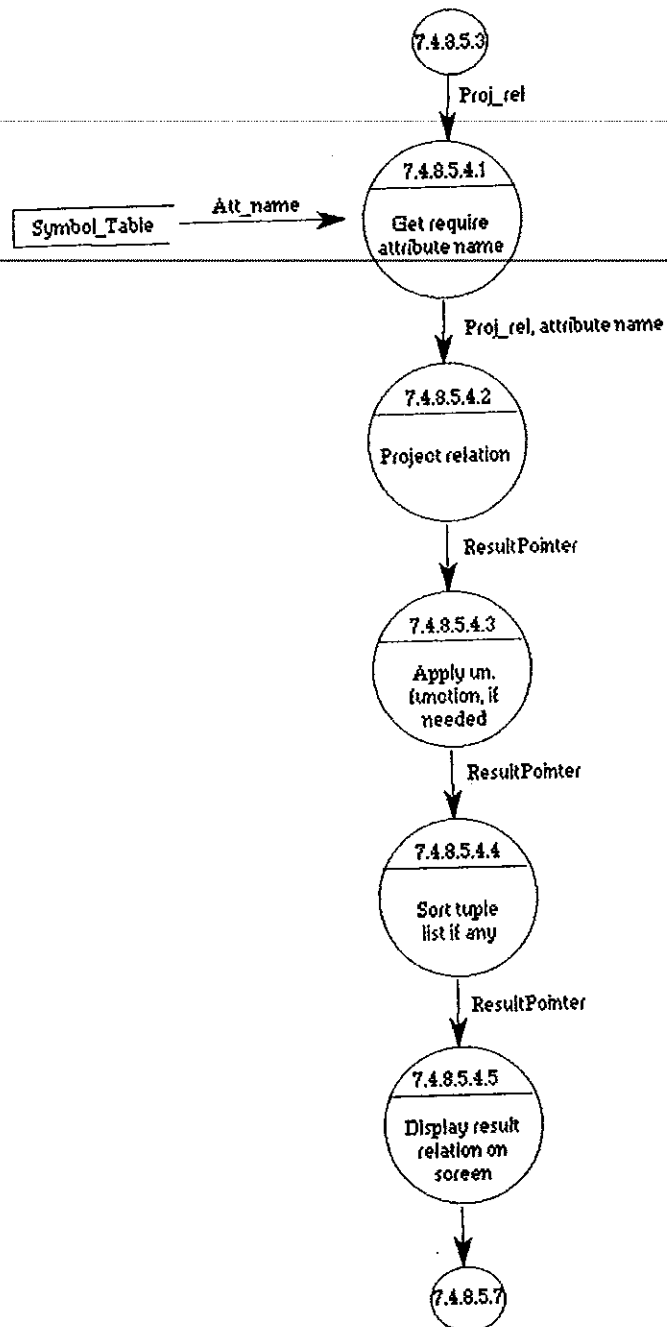 7.4.8.5.3
Proj_rel
7.4.8.5.4.1
Att_name
Symbol_Table
Get require
attribute name
Proj_rel, attribute name
7.4.8.5.4.2
Project relation
ResultPointer
7.4.8.5.4.3
Apply un.
function, if
needed
ResultPointer
7.4.8.5.4.4
Sort tuple
list if any
ResultPointer
7.4.8.5.4.5
Display result
relation on
screen
7.4.8.5.7